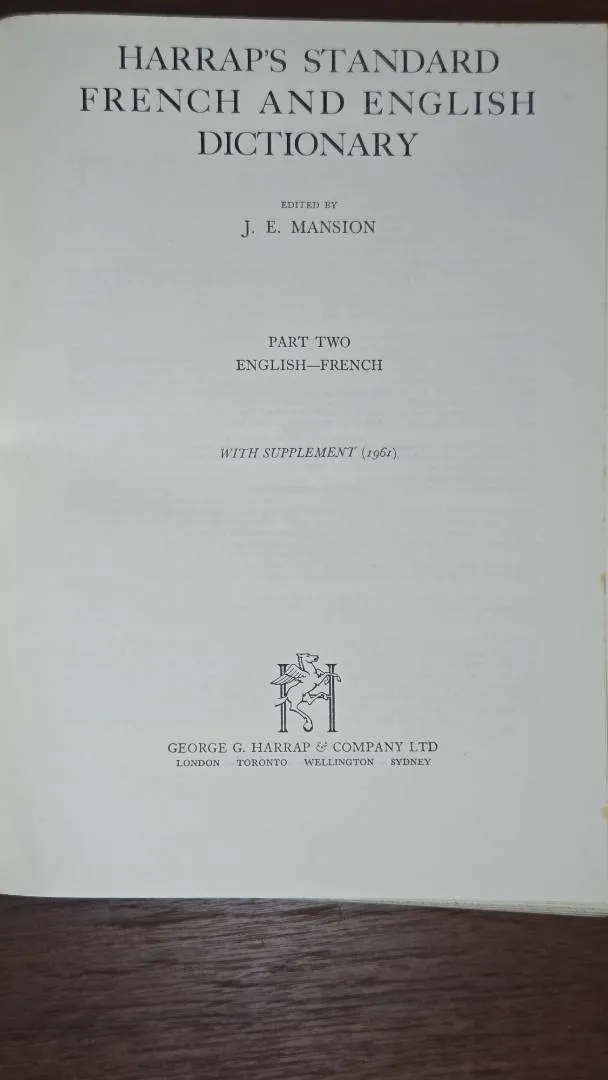 HARRAP'S STANDARD
FRENCH AND ENGLISH
DICTIONARY
EDITED BY
J. E. MANSION
PART TWO
ENGLISH—FRENCH
WITH SUPPLEMENT (1961)
H
GEORGE G. HARRAP & COMPANY LTD
LONDON TORONTO WELLINGTON SYDNEY